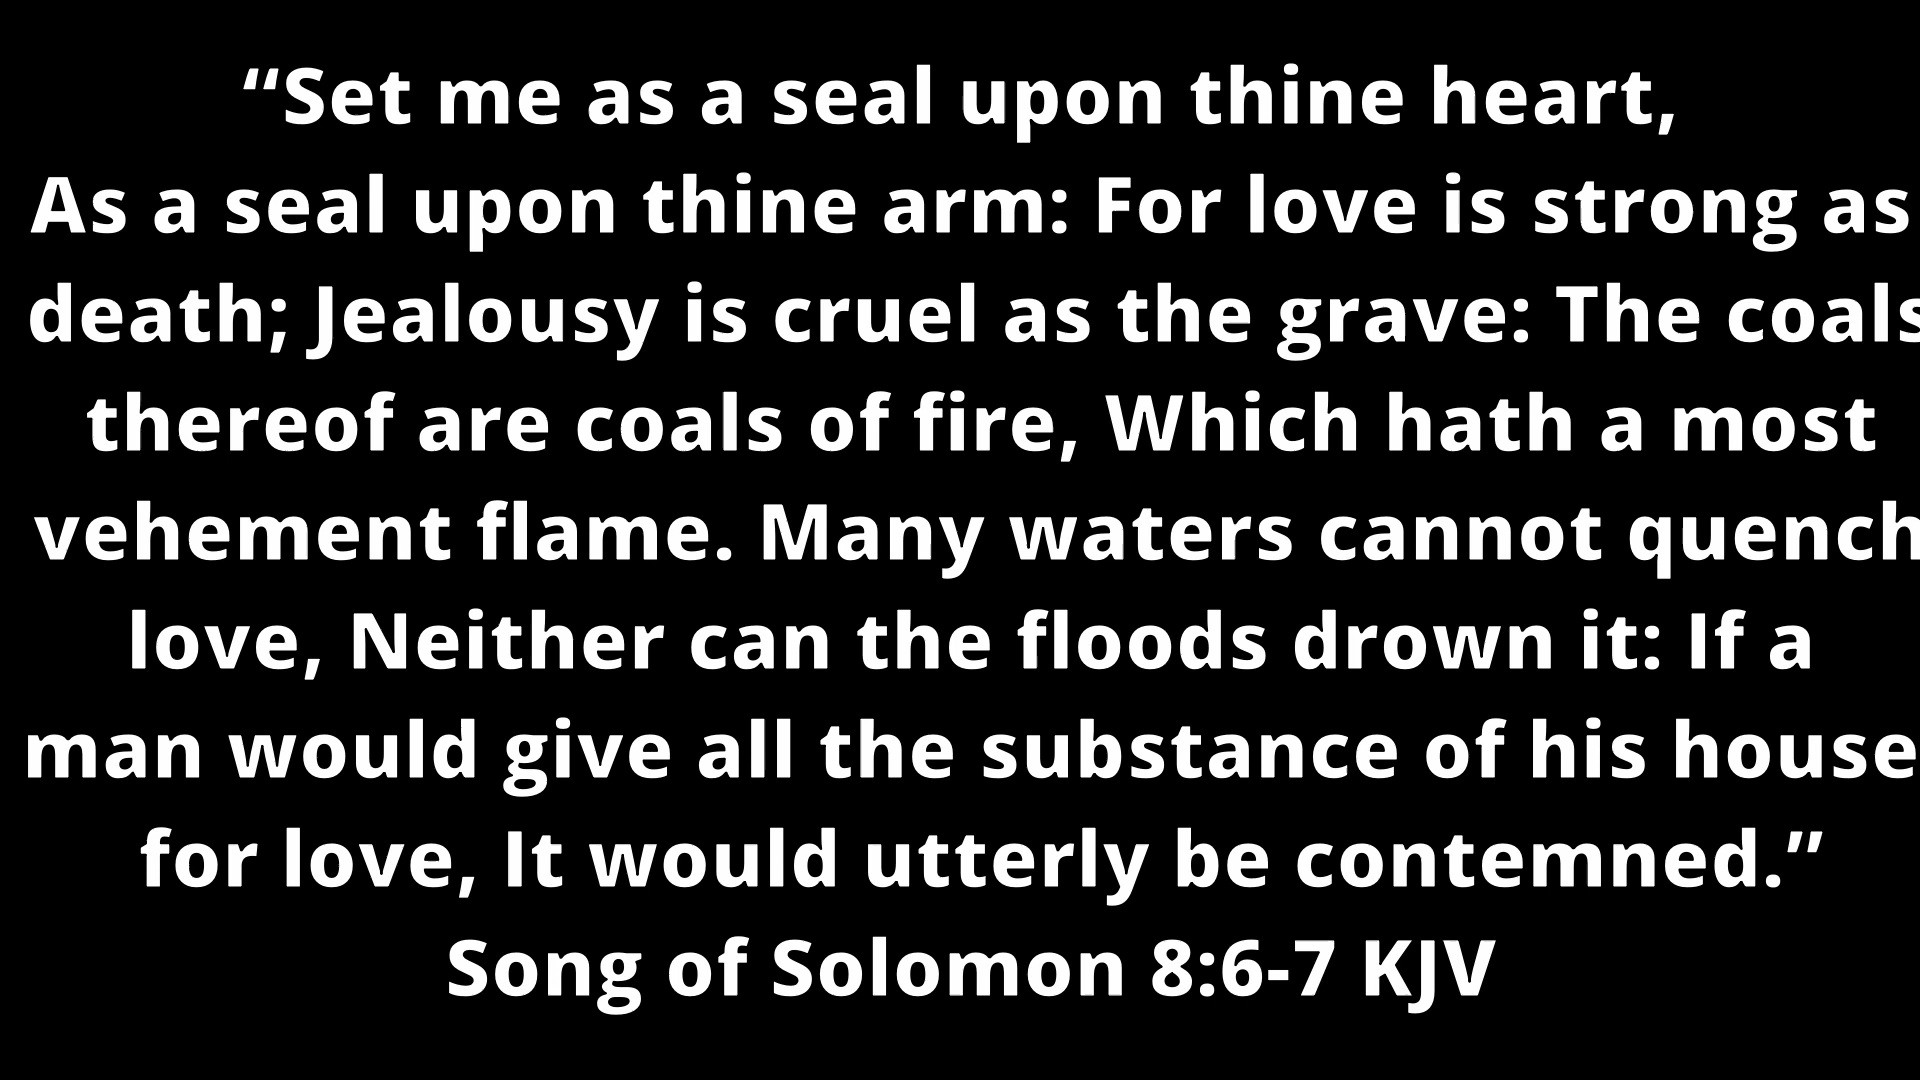 “Set me as a seal upon thine heart,
As a seal upon thine arm: For love is strong as
death; Jealousy is cruel as the grave: The coals
thereof are coals of fire, Which hath a most
vehement flame. Many waters cannot quench
love, Neither can the floods drown it: If a
man would give all the substance of his house
for love, It would utterly be contemned.”
Song of Solomon 8:6-7 KJV